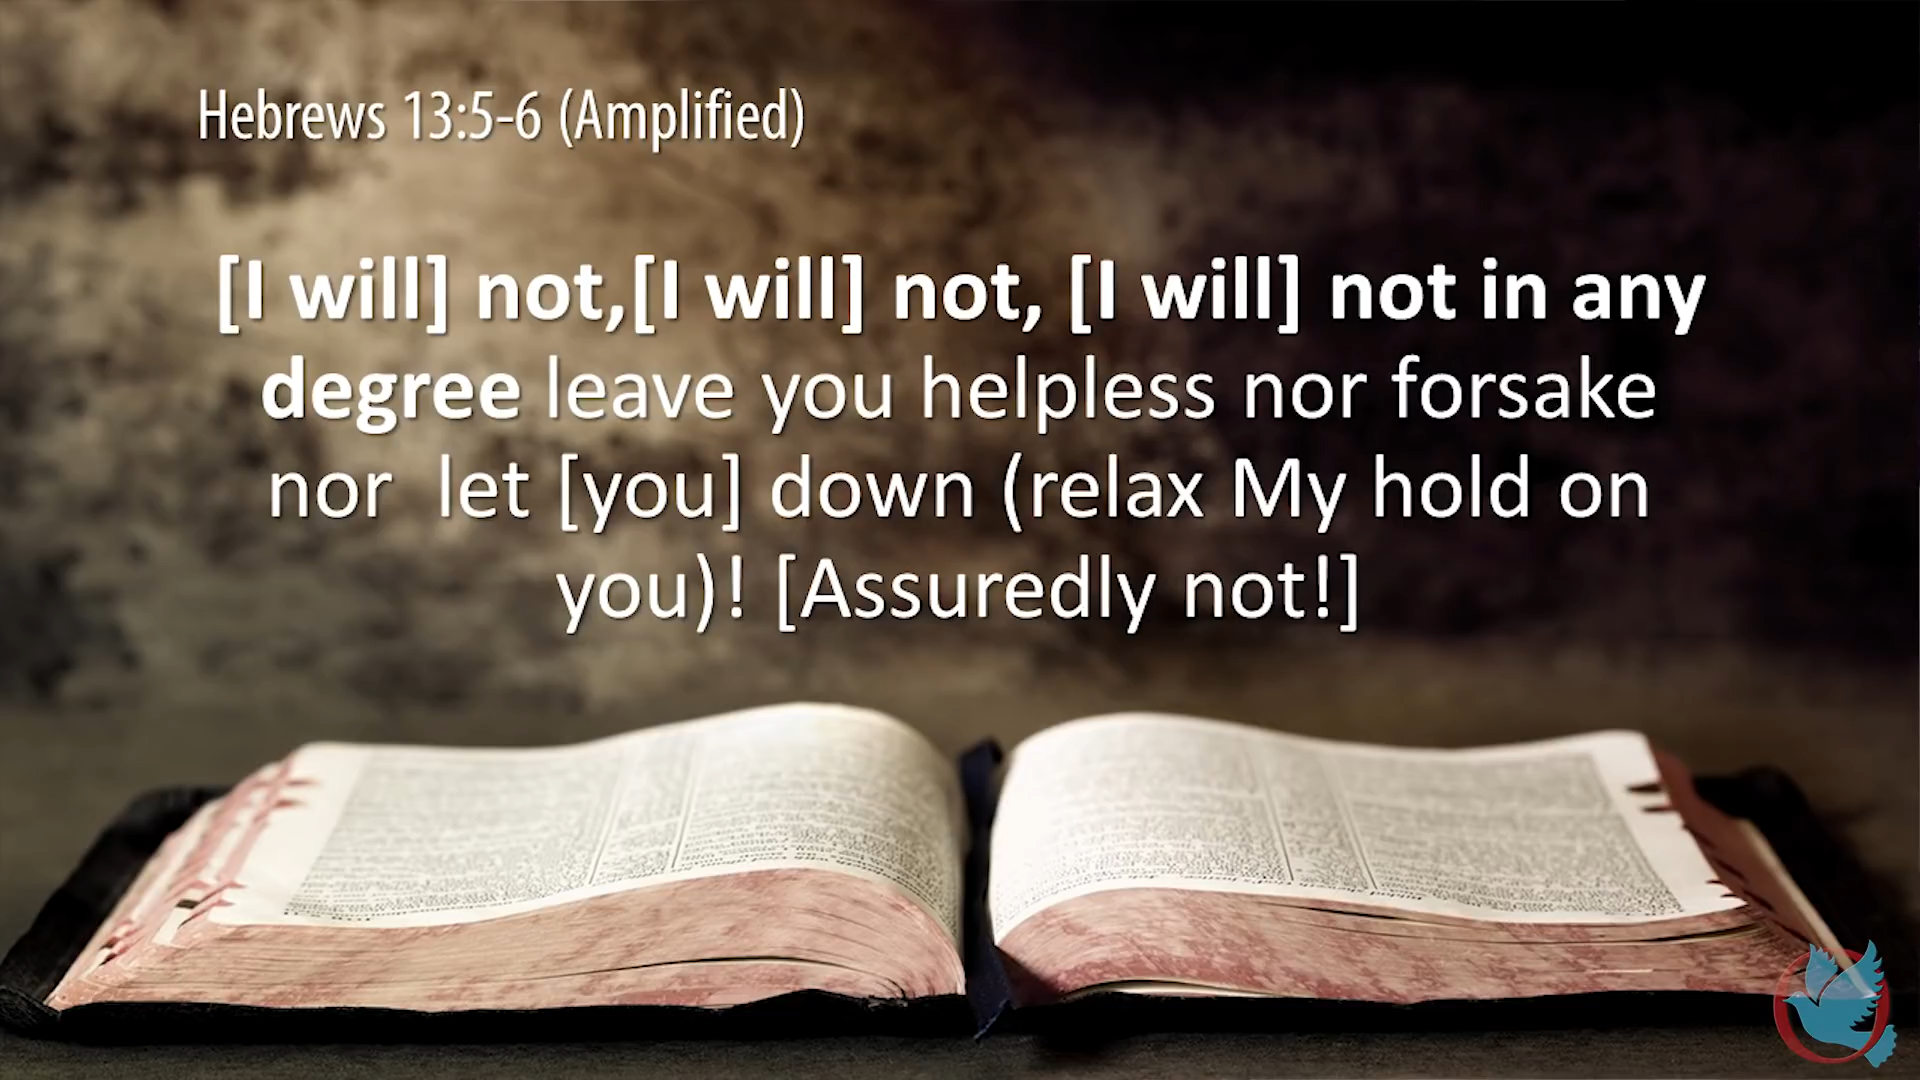 Hebrews 13:5-6 (Amplified)
[I will] not,[I will] not, [I will] not in any
degree leave you helpless nor forsake
nor  let [you] down (relax My hold on
you)! [Assuredly not!]